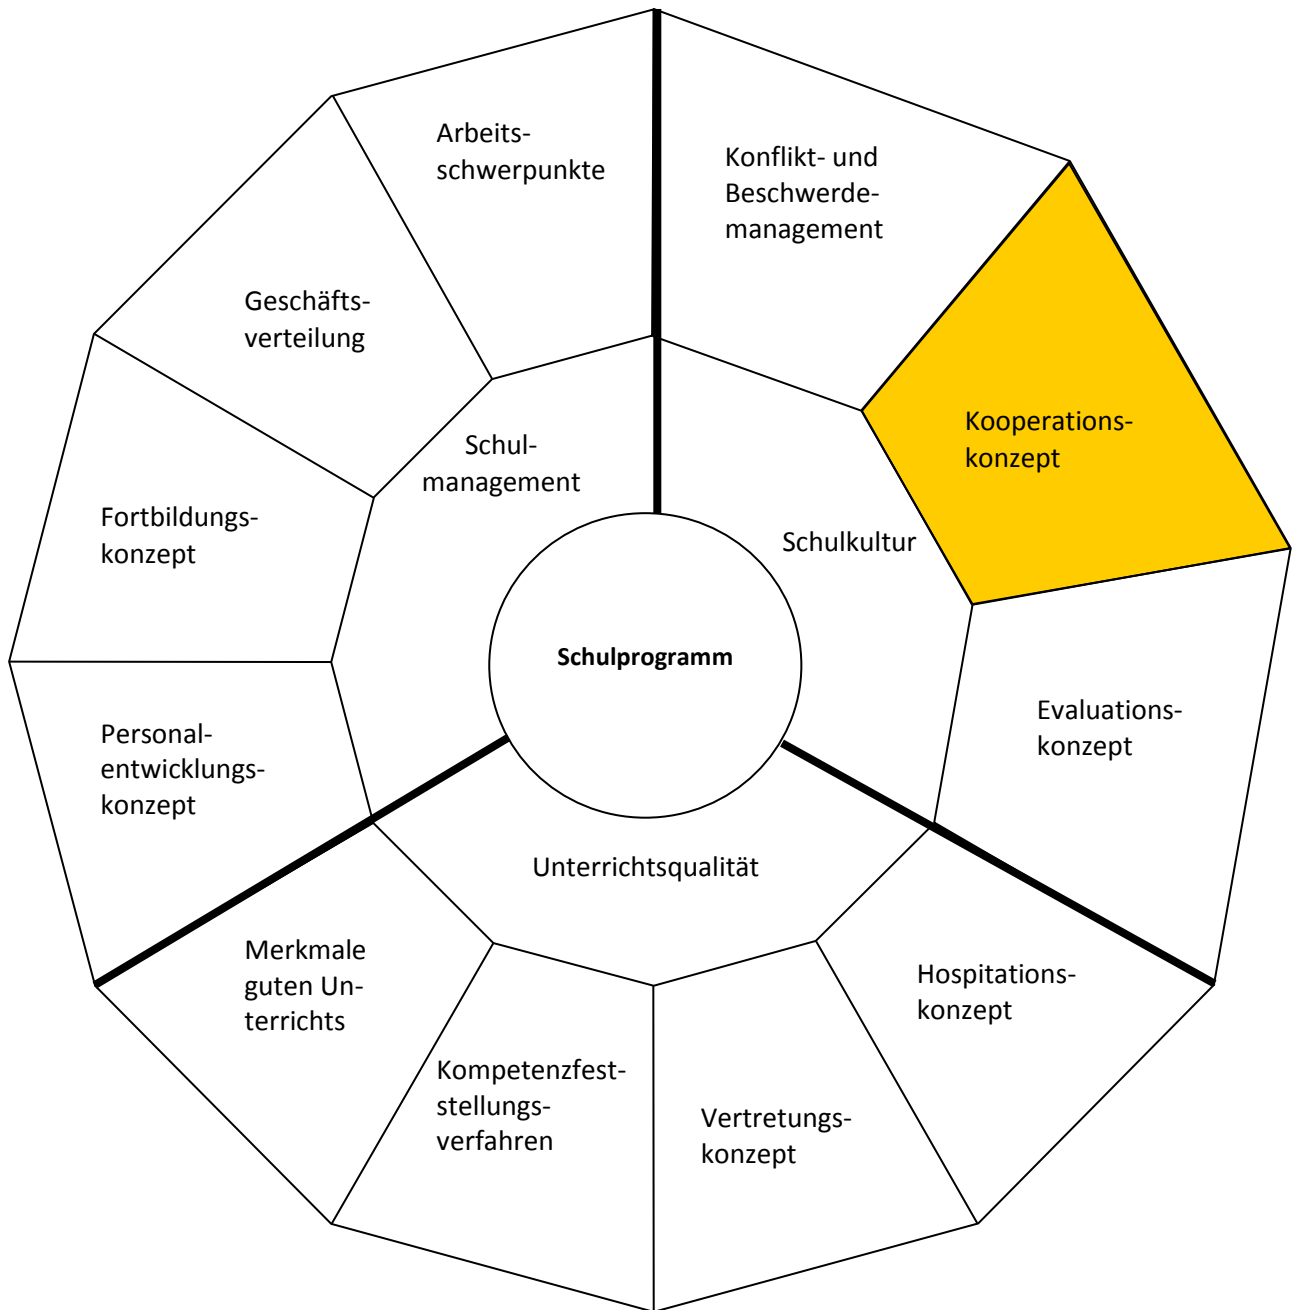 Arbeits-
schwerpunkte
Konflikt- und
Beschwerde-
management
Geschäfts-
verteilung
Kooperations-
konzept
Schul-
management
Fortbildungs-
konzept
Schulkultur
Schulprogramm
Personal-
entwicklungs-
konzept
Evaluations-
konzept
Unterrichtsqualität
Merkmale
guten Un-
terrichts
Hospitations-
konzept
Kompetenzfest-
stellungs-
verfahren
Vertretungs-
konzept